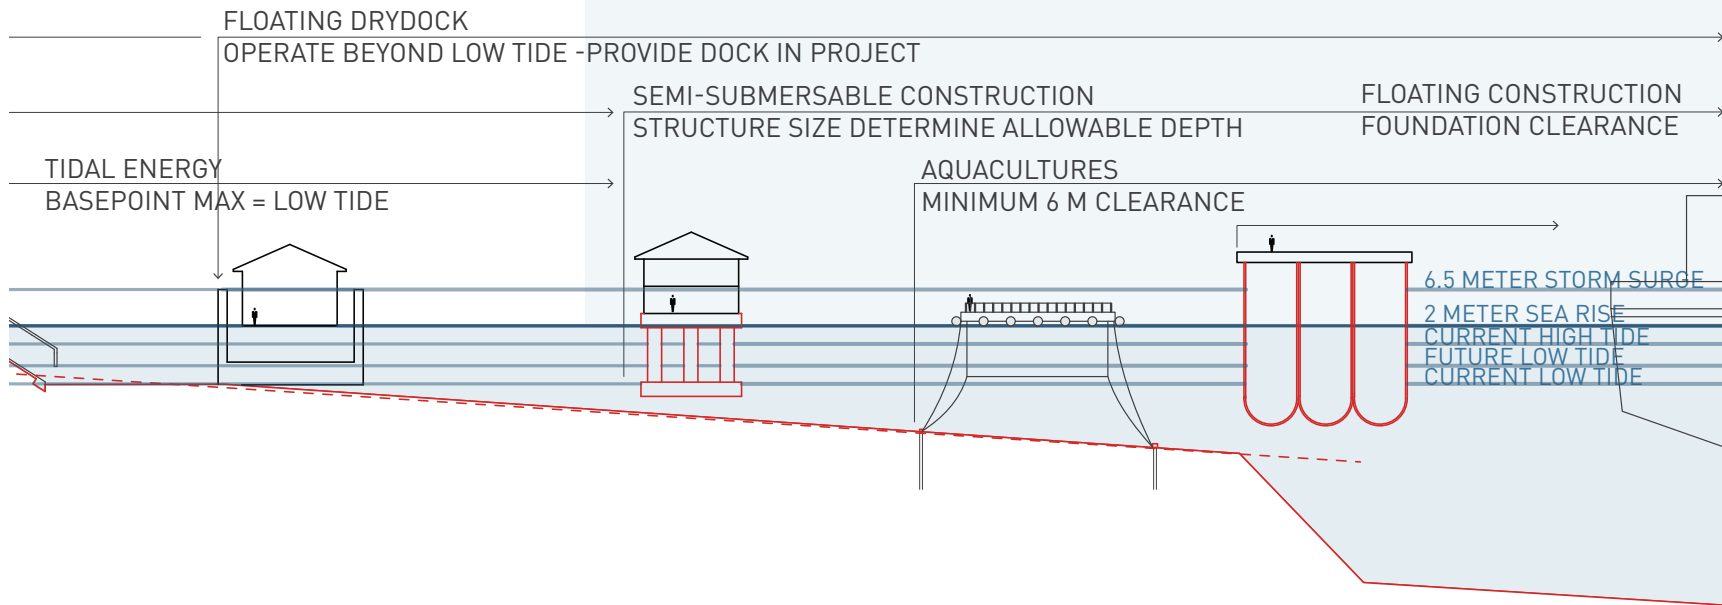 FLOATING DRYDOCK
OPERATE BEYOND LOW TIDE -PROVIDE DOCK IN PROJECT
SEMI-SUBMERSABLE CONSTRUCTION
STRUCTURE SIZE DETERMINE ALLOWABLE DEPTH
FLOATING CONSTRUCTION
FOUNDATION CLEARANCE
TIDAL ENERGY
BASEPOINT MAX = LOW TIDE
AQUACULTURES
MINIMUM 6 M CLEARANCE
6.5 METER STORM SURGE
2 METER SEA RISE
CURRENT HIGH TIDE
FUTURE LOW TIDE
CURRENT LOW TIDE